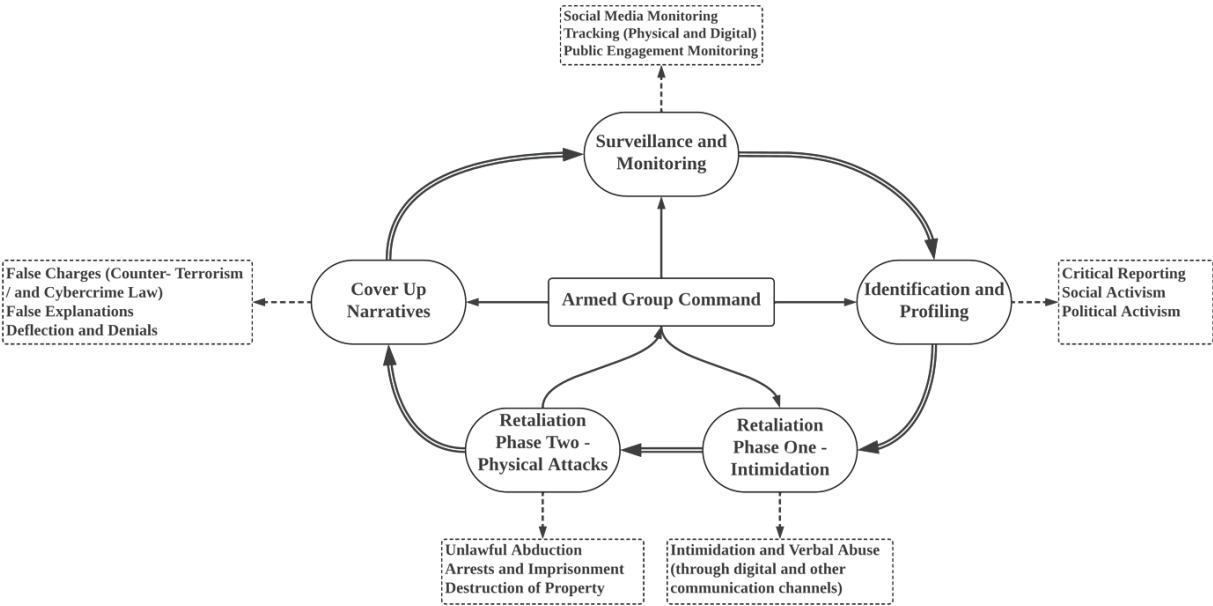 Social Media Monitoring
Tracking (Physical and Digital)
Public Engagement Monitoring
Surveillance and
Monitoring
False Charges (Counter- Terrorism
/ and Cybercrime Law)
False Explanations
Deflection and Denials
Cover Up
Narratives
Armed Group Command
Identification and
Profiling
Critical Reporting
Social Activism
Political Activism
Retaliation
Phase Two -
Physical Attacks
Retaliation
Phase One -
Intimidation
Unlawful Abduction
Arrests and Imprisonment
Destruction of Property
Intimidation and Verbal Abuse
(through digital and other
communication channels)